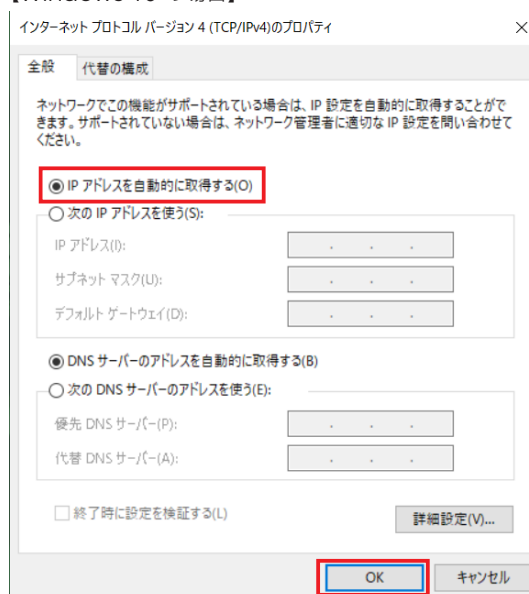 インターネット プロトコル バージョン 4 (TCP/IPv4)のプロパティ
全般
代替の構成
ネットワークでこの機能がサポートされている場合は、IP 設定を自動的に取得することがで
きます。サポートされていない場合は、ネットワーク管理者に適切な IP 設定を問い合わせて
ください。
IP アドレスを自動的に取得する(O)
次の IP アドレスを使う(S):
IP アドレス(I):
サブネット マスク(U):
デフォルト ゲートウェイ(D):
DNS サーバーのアドレスを自動的に取得する(B)
次の DNS サーバーのアドレスを使う(E):
優先 DNS サーバー(P):
代替 DNS サーバー(A):
終了時に設定を検証する(L)
詳細設定(V)...
OK
キャンセル